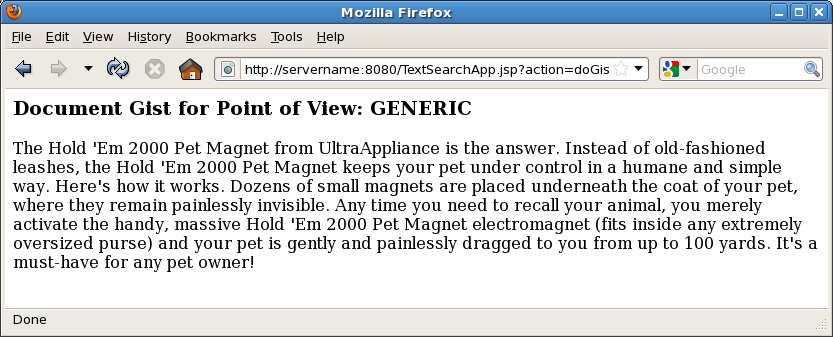 Mozilla Firefox
File Edit View History Bookmarks Tools Help
http://servername:8080/TextSearchApp.jsp?action=doGis
Google
Document Gist for Point of View: GENERIC
The Hold 'Em 2000 Pet Magnet from UltraAppliance is the answer. Instead of old-fashioned
leashes, the Hold 'Em 2000 Pet Magnet keeps your pet under control in a humane and simple
way. Here's how it works. Dozens of small magnets are placed underneath the coat of your pet,
where they remain painlessly invisible. Any time you need to recall your animal, you merely
activate the handy, massive Hold 'Em 2000 Pet Magnet electromagnet (fits inside any extremely
oversized purse) and your pet is gently and painlessly dragged to you from up to 100 yards. It's a
must-have for any pet owner!
Done